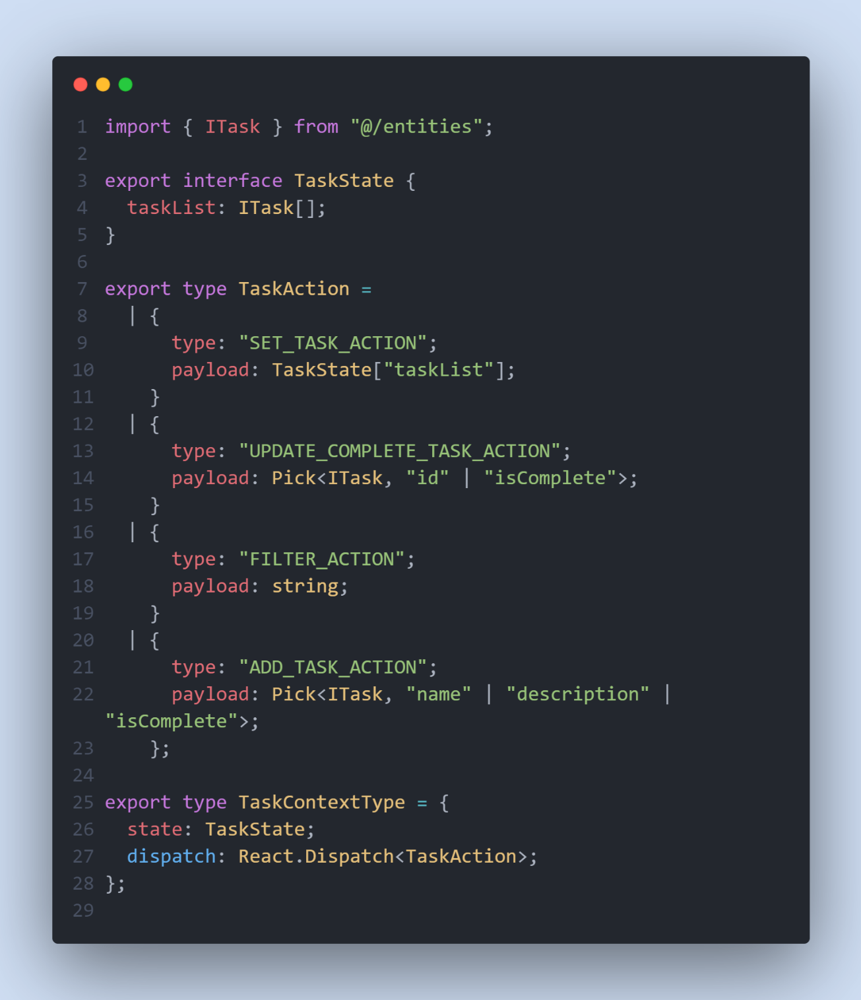 1 import { ITask } from "@/entities";
2
3 export interface TaskState {
4   taskList: ITask[];
5 }
6
7 export type TaskAction =
8   | {
9       type: "SET_TASK_ACTION";
10       payload: TaskState["taskList"];
11     }
12   | {
13       type: "UPDATE_COMPLETE_TASK_ACTION";
14       payload: Pick<ITask, "id" | "isComplete">;
15     }
16   | {
17       type: "FILTER_ACTION";
18       payload: string;
19     }
20   | {
21       type: "ADD_TASK_ACTION";
22       payload: Pick<ITask, "name" | "description" |
"isComplete">;
23     };
24
25 export type TaskContextType = {
26   state: TaskState;
27   dispatch: React.Dispatch<TaskAction>;
28 };
29